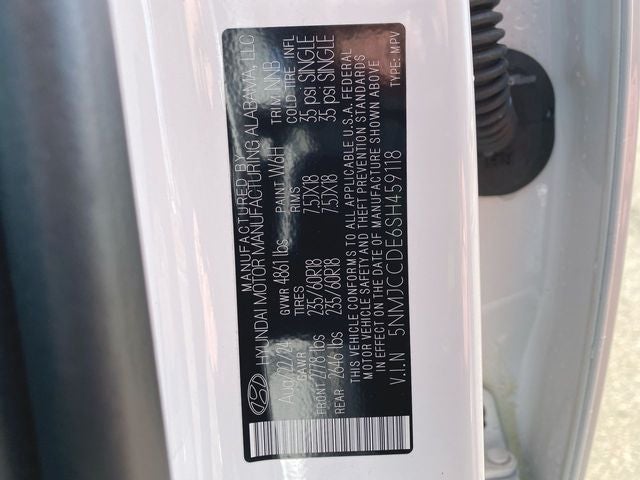 MANUFACTURED BY
HYUNDAI MOTOR MANUFACTURING ALABAMA, LLC
Aug/22/24 GVWR 4861 lbs PAINT W6H TRIM NNB
GAWR TIRES RIMS COLD TIRE INFL
FRONT 2778 lbs 235/60R18 7.5JX18 35 psi SINGLE
REAR 2646 lbs 235/60R18 7.5JX18 35 psi SINGLE
THIS VEHICLE CONFORMS TO ALL APPLICABLE U.S.A. FEDERAL
MOTOR VEHICLE SAFETY AND THEFT PREVENTION STANDARDS
IN EFFECT ON THE DATE OF MANUFACTURE SHOWN ABOVE
V.I.N 5NMJCCDE6SH459118 TYPE: MPV